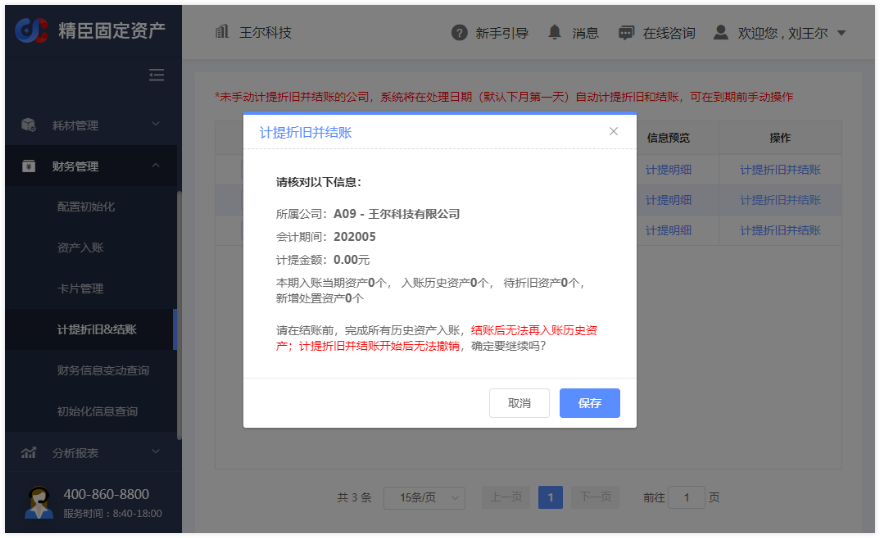 精臣固定资产
王尔科技
新手引导
消息
在线咨询
欢迎您，刘王尔
耗材管理
财务管理
配置初始化
资产入账
卡片管理
计提折旧&结账
财务信息变动查询
初始化信息查询
分析报表
400-860-8800
服务时间：8:40-18:00
*未手动计提折旧并结账的公司，系统将在处理日期（默认下月第一天）自动计提折旧和结账，可在到期前手动操作
信息预览 操作
计提明细 计提折旧并结账
计提明细 计提折旧并结账
计提明细 计提折旧并结账
计提折旧并结账
请核对以下信息：
所属公司：A09 - 王尔科技有限公司
会计期间：202005
计提金额：0.00元
本期入账当期资产0个， 入账历史资产0个， 待折旧资产0个，
新增处置资产0个
请在结账前，完成所有历史资产入账，结账后无法再入账历史资
产；计提折旧并结账开始后无法撤销，确定要继续吗？
取消 保存
共 3 条 15条/页 上一页 1 下一页 前往 1 页